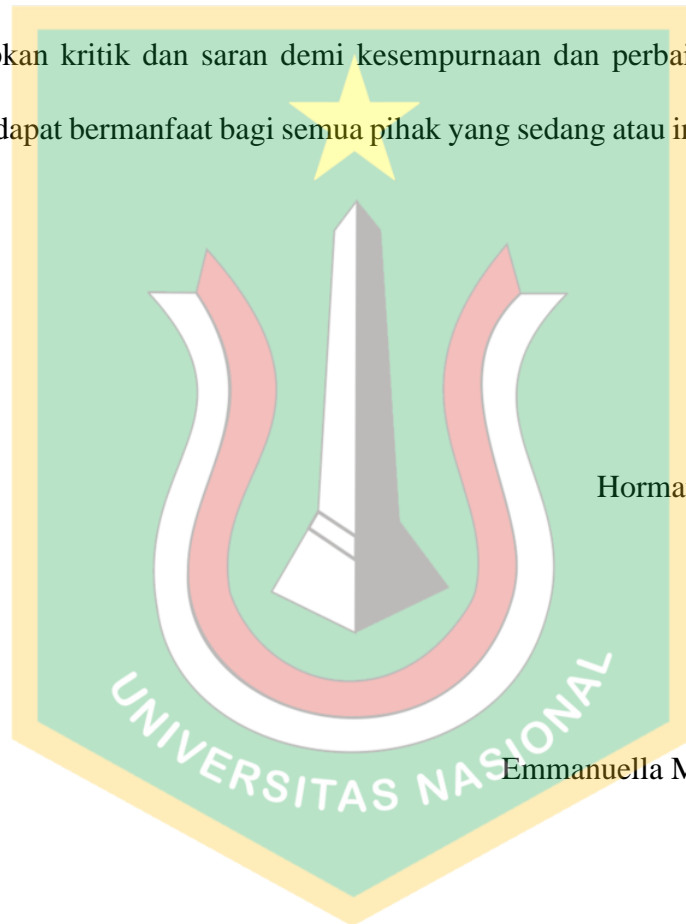 kan kritik dan saran demi kesempurnaan dan perbai
dapat bermanfaat bagi semua pihak yang sedang atau in
Horma
UNIVERSITAS NASIONAL
Emmanuella M